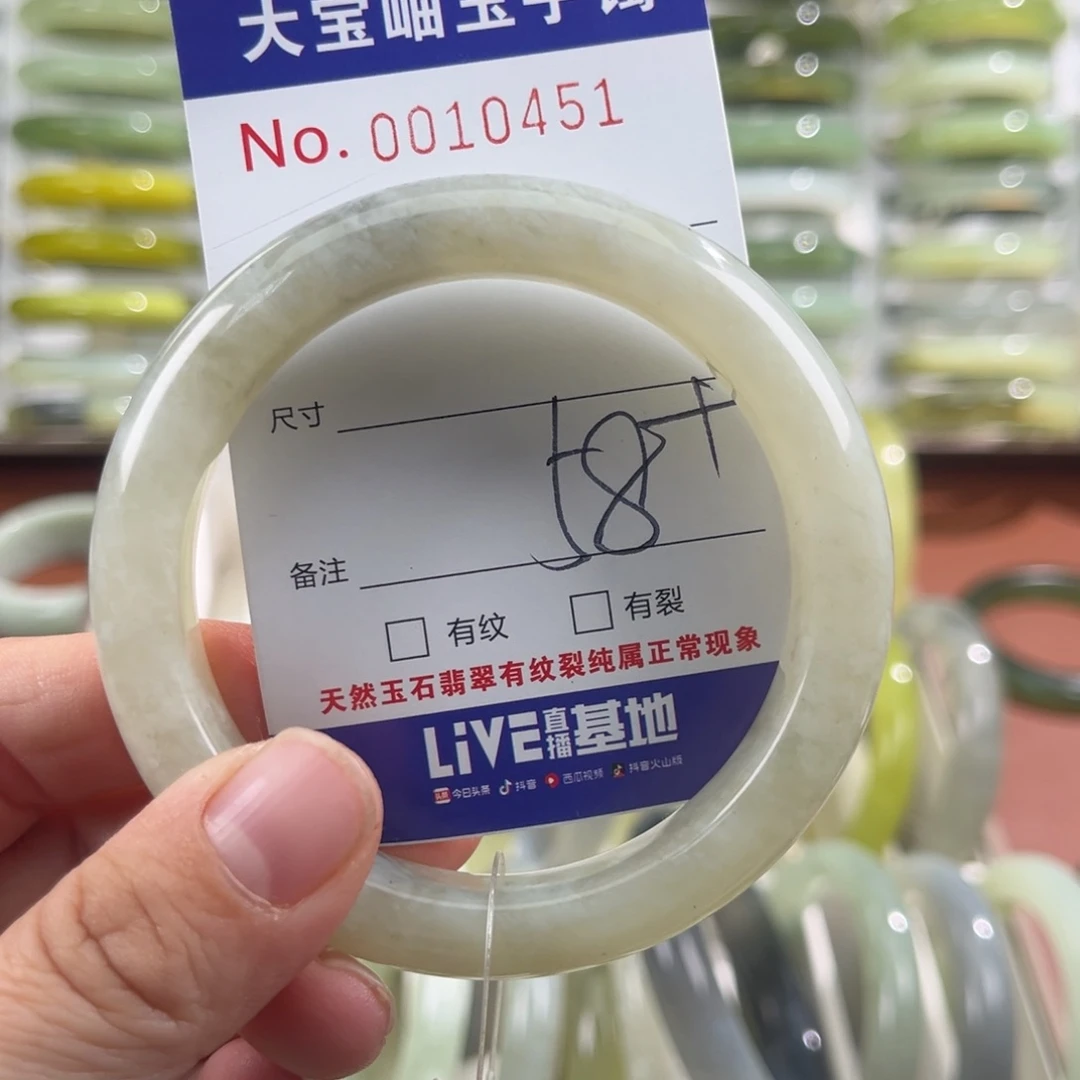 大宝岫玉手镯
No. 0010451
尺寸
备注
□ 有纹 □ 有裂
天然玉石翡翠有纹裂纯属正常现象
LiVE直播基地
今日头条 抖音 西瓜视频 抖音火山版